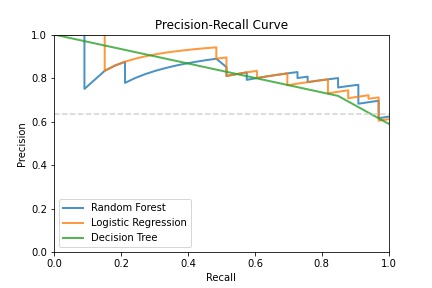 Precision-Recall Curve
1.0
0.8
0.6
0.4
0.2
0.0
Precision
Random Forest
Logistic Regression
Decision Tree
0.0 0.2 0.4 0.6 0.8 1.0
Recall